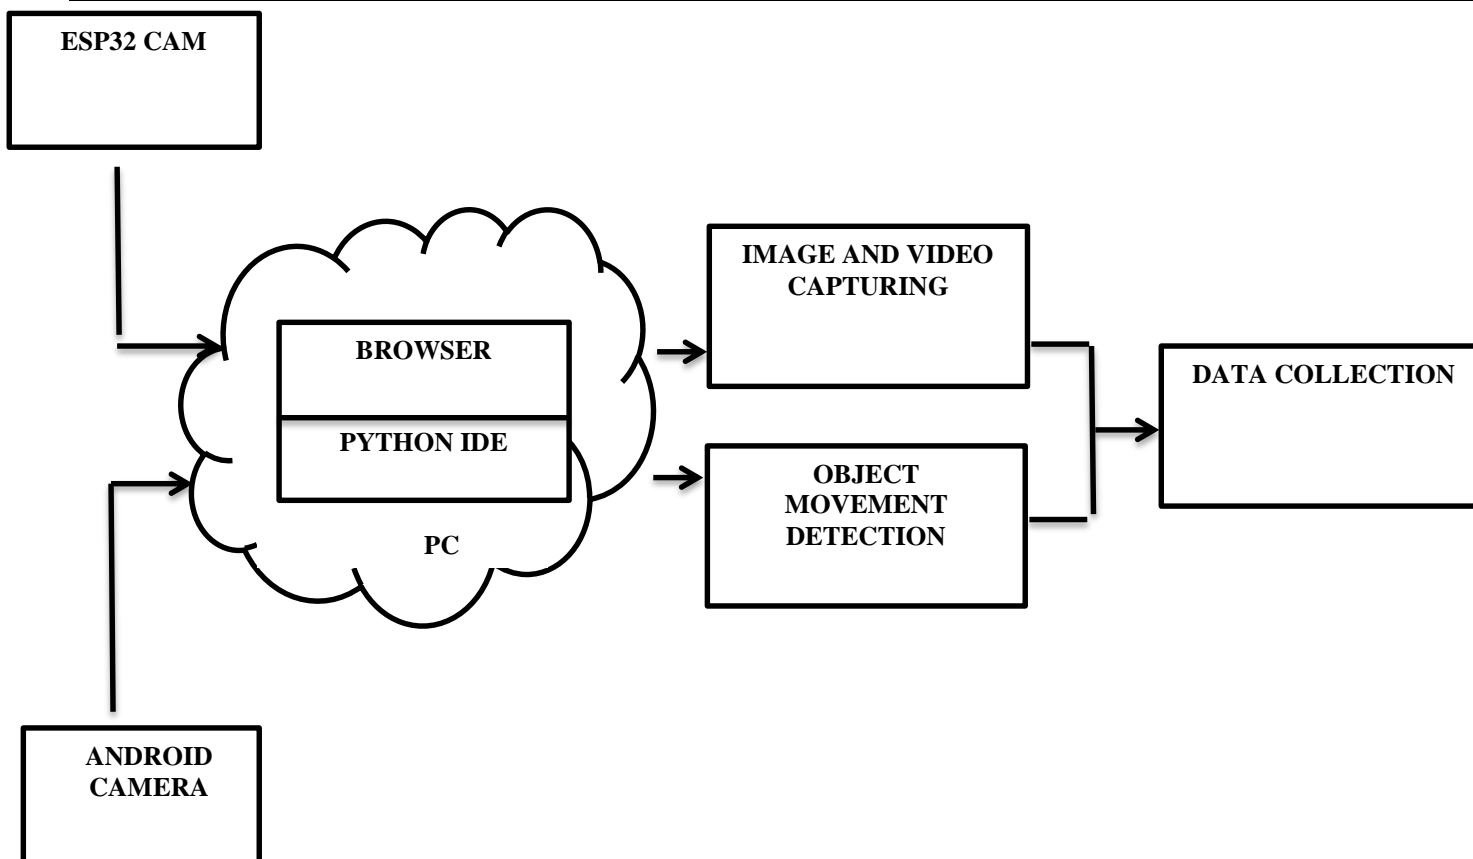 ESP32 CAM
IMAGE AND VIDEO
CAPTURING
BROWSER
DATA COLLECTION
PYTHON IDE
OBJECT
MOVEMENT
DETECTION
PC
ANDROID
CAMERA